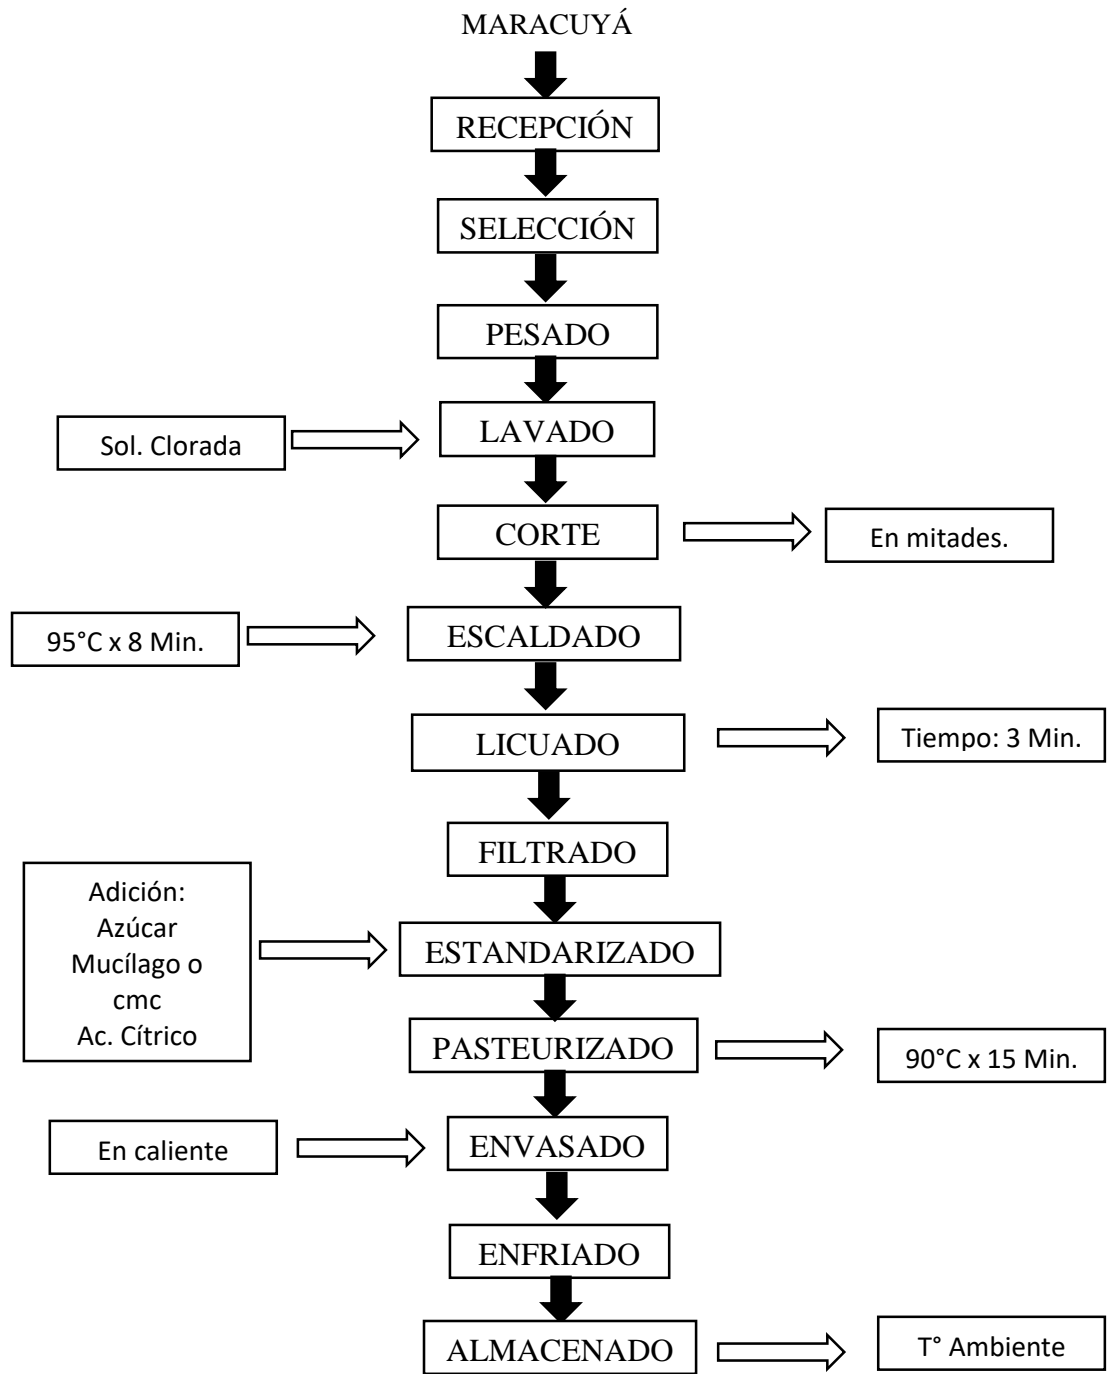 MARACUYÁ
RECEPCIÓN
SELECCIÓN
PESADO
Sol. Clorada
LAVADO
CORTE
En mitades.
95°C x 8 Min.
ESCALDADO
LICUADO
Tiempo: 3 Min.
FILTRADO
Adición:
Azúcar
Mucílago o
cmc
Ac. Cítrico
ESTANDARIZADO
PASTEURIZADO
90°C x 15 Min.
En caliente
ENVASADO
ENFRIADO
ALMACENADO
T° Ambiente